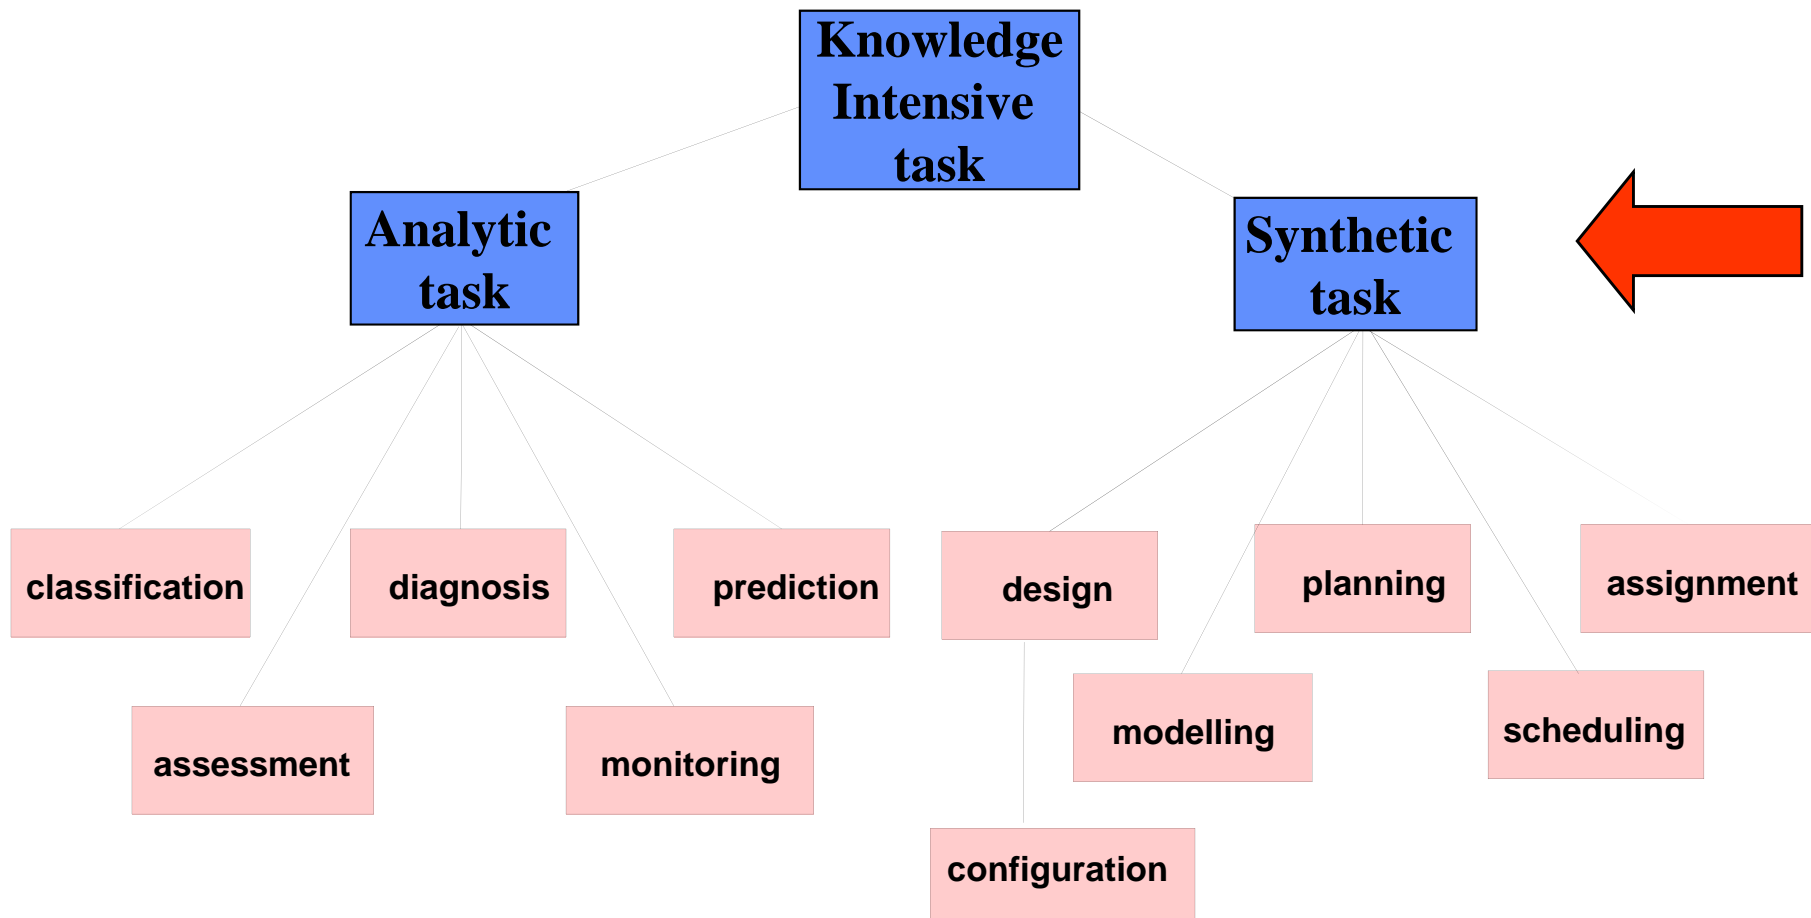 Knowledge
Intensive
task
Analytic
task
Synthetic
task
classification
diagnosis
prediction
design
planning
assignment
assessment
monitoring
modelling
scheduling
configuration